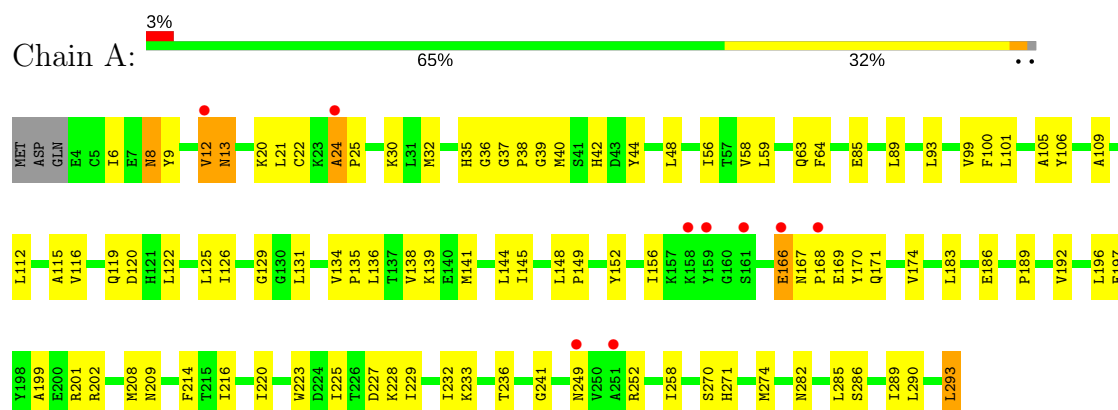 3%
Chain A:
65% 32% • •
MET ASP GLN E4 C5 I6 E7 N8 Y9 V12 N13 K20 L21 C22 K23 A24 P25 K30 L31 M32 H35 G36 G37 P38 G39 M40 S41 H42 D43 Y44 L48 I56 T57 V58 L59 Q63 F64 E85 L89 L93 V99 F100 L101 A105 Y106 A109
L112 A115 V116 Q119 D120 H121 L122 L125 I126 G129 G130 L131 V134 P135 L136 T137 V138 K139 E140 M141 L144 I145 L148 P149 Y152 I156 K157 K158 Y159 G160 S161 E166 N167 P168 E169 Y170 Q171 V174 L183 E186 P189 V192 L196 E197
Y198 A199 E200 R201 R202 M208 N209 F214 T215 I216 I220 W223 D224 I225 T226 D227 K228 I229 I232 K233 T236 G241 N249 V250 A251 R252 I258 S270 H271 M274 N282 L285 S286 I289 L290 L293